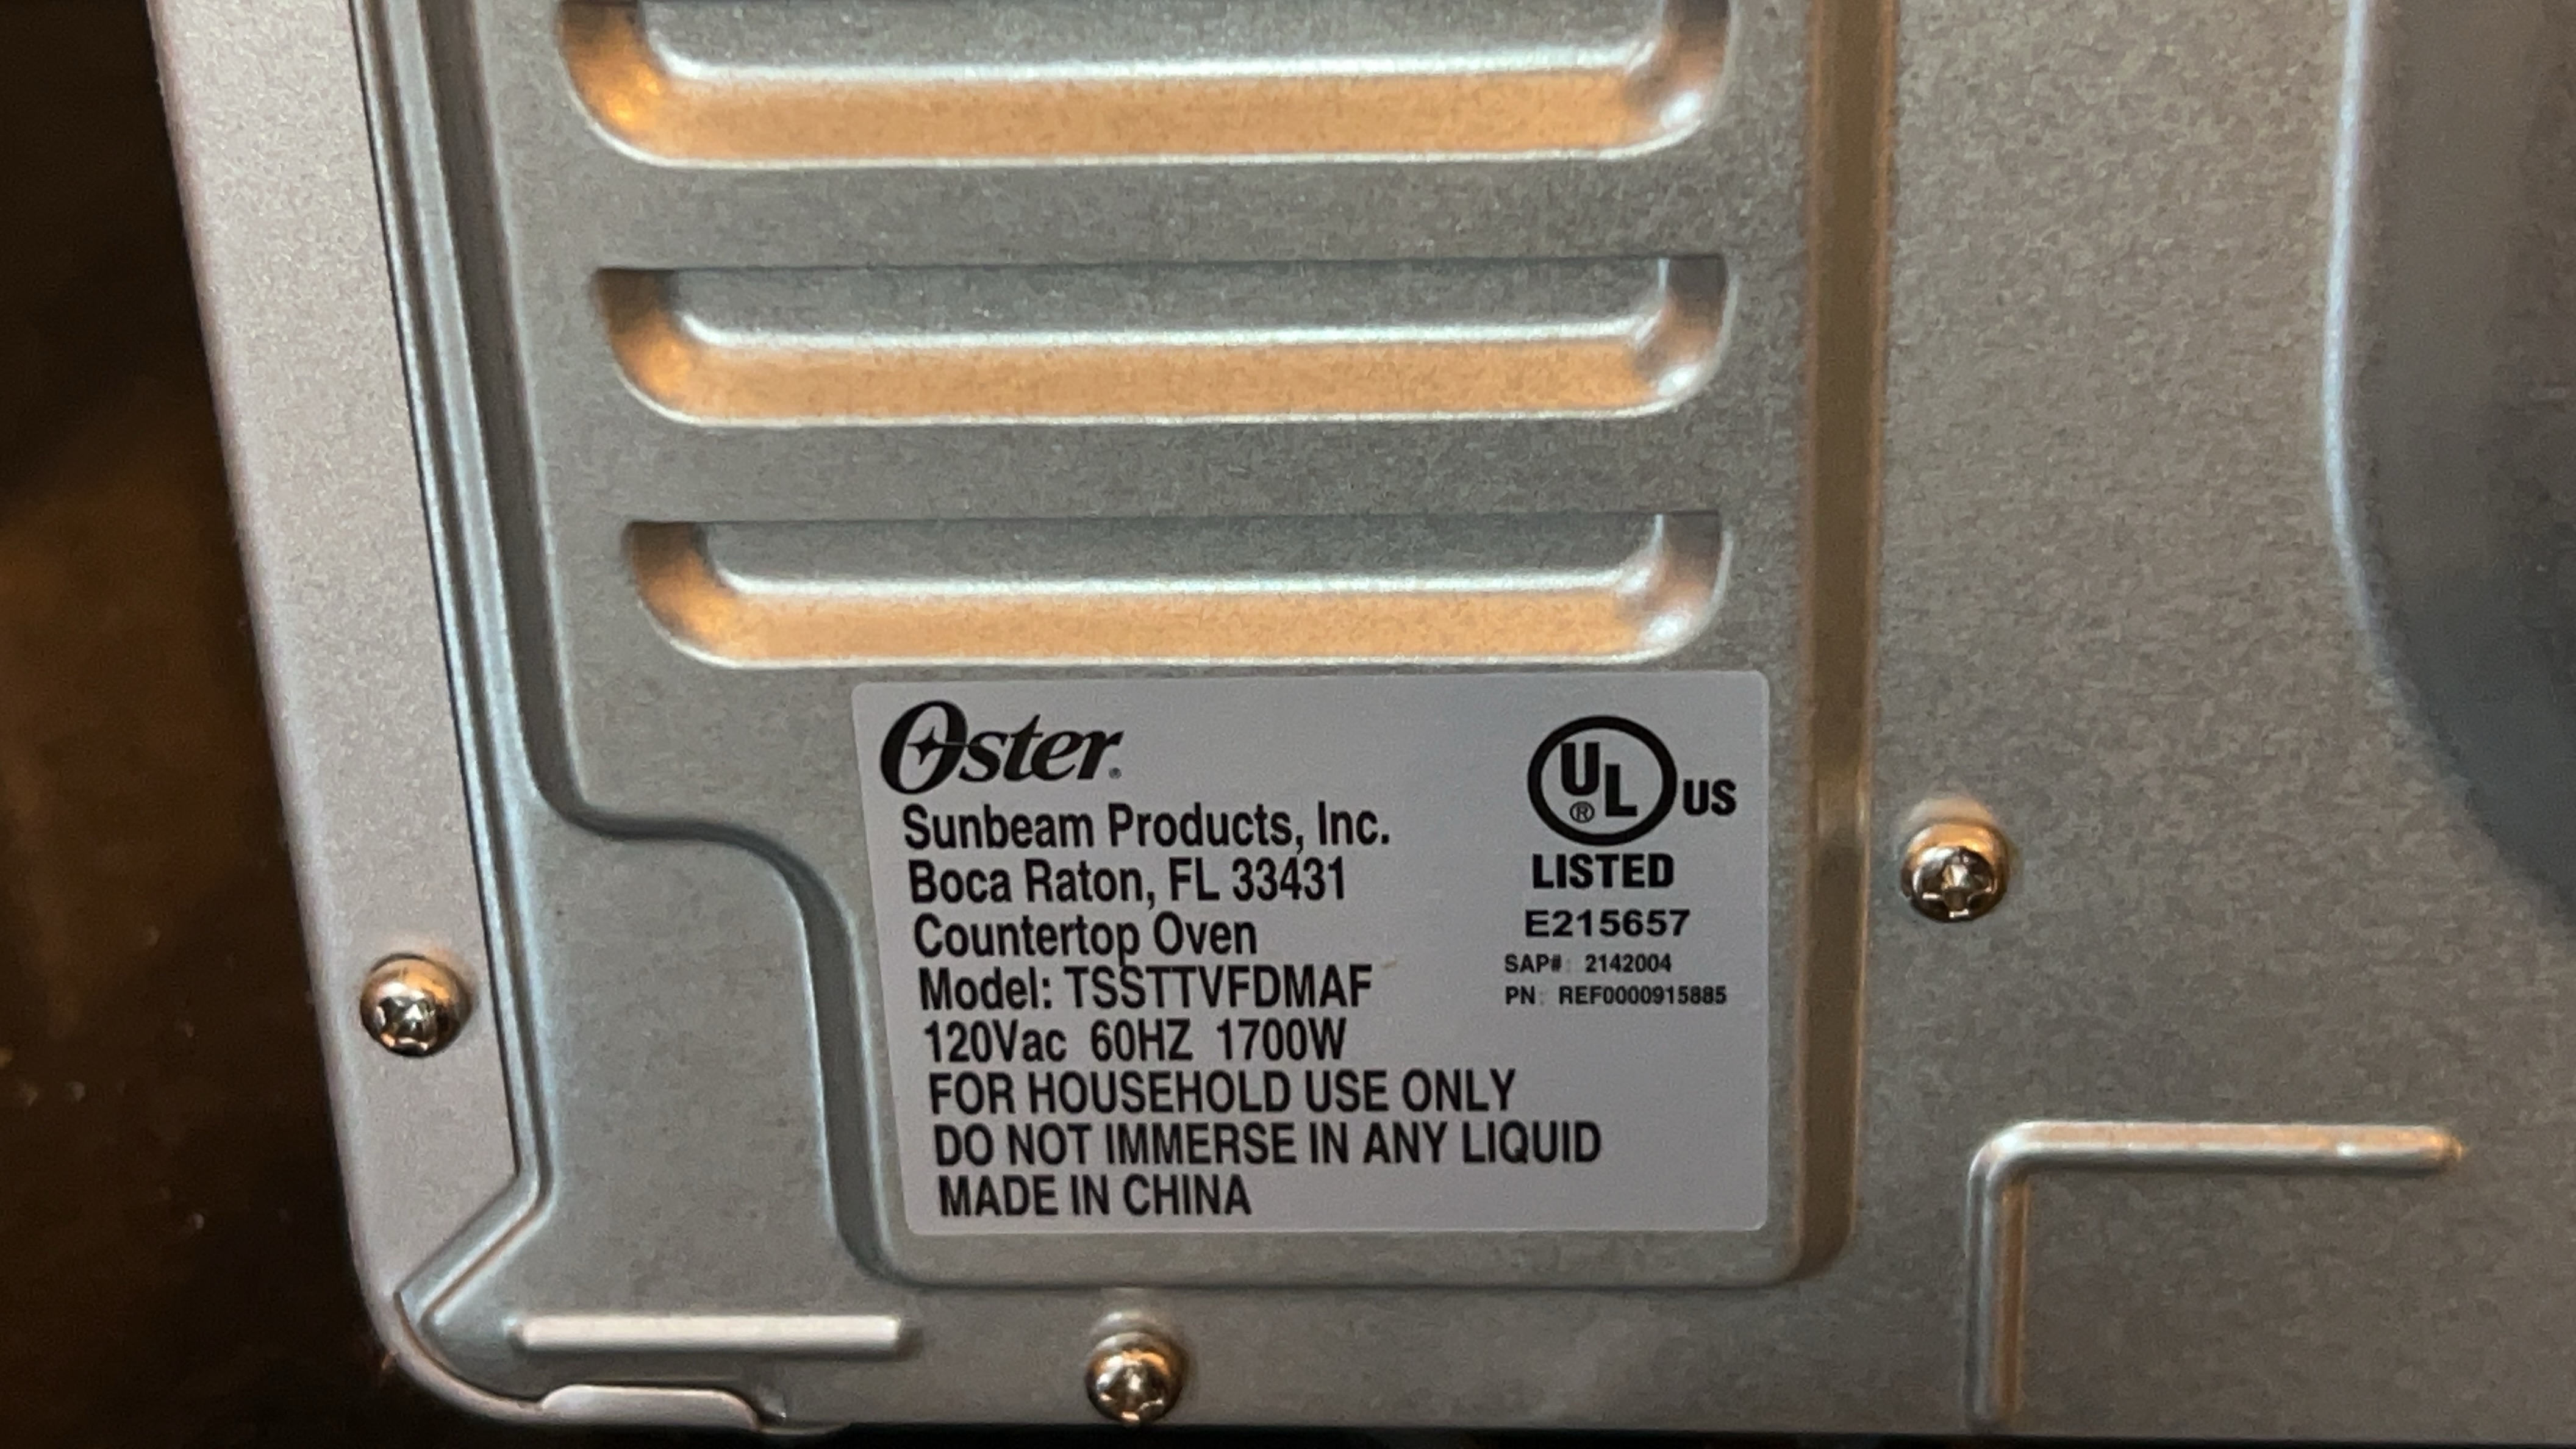 Oster®
Sunbeam Products, Inc.
Boca Raton, FL 33431
Countertop Oven
Model: TSSTTVFDMAF
120Vac 60HZ 1700W
FOR HOUSEHOLD USE ONLY
DO NOT IMMERSE IN ANY LIQUID
MADE IN CHINA
UL® US
LISTED
E215657
SAP#: 2142004
PN: REF0000915885